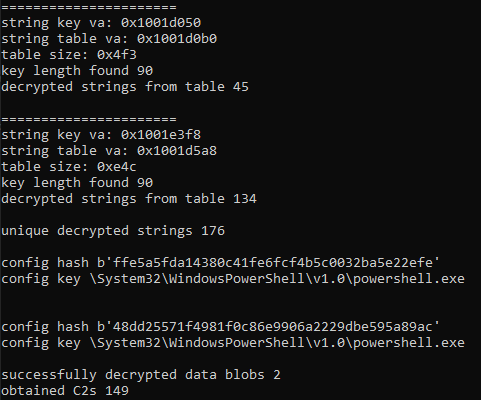 ======================
string key va: 0x1001d050
string table va: 0x1001d0b0
table size: 0x4f3
key length found 90
decrypted strings from table 45
======================
string key va: 0x1001e3f8
string table va: 0x1001d5a8
table size: 0xe4c
key length found 90
decrypted strings from table 134
unique decrypted strings 176
config hash b'ffe5a5fda14380c41fe6fcf4b5c0032ba5e22efe'
config key \System32\WindowsPowerShell\v1.0\powershell.exe
config hash b'48dd25571f4981f0c86e9906a2229dbe595a89ac'
config key \System32\WindowsPowerShell\v1.0\powershell.exe
successfully decrypted data blobs 2
obtained C2s 149